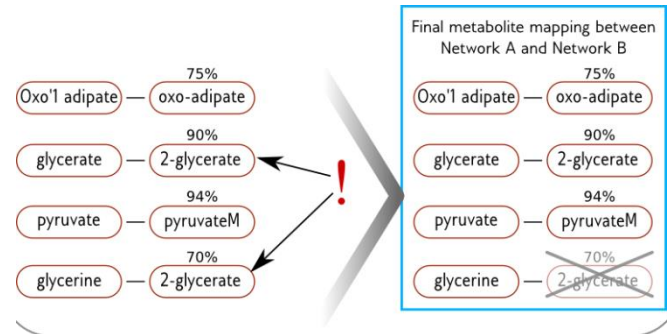 75%
Oxo'1 adipate oxo-adipate
90%
glycerate 2-glycerate
94%
pyruvate pyruvateM
70%
glycerine 2-glycerate
!
Final metabolite mapping between
Network A and Network B
75%
Oxo'1 adipate oxo-adipate
90%
glycerate 2-glycerate
94%
pyruvate pyruvateM
70%
glycerine 2-glycerate